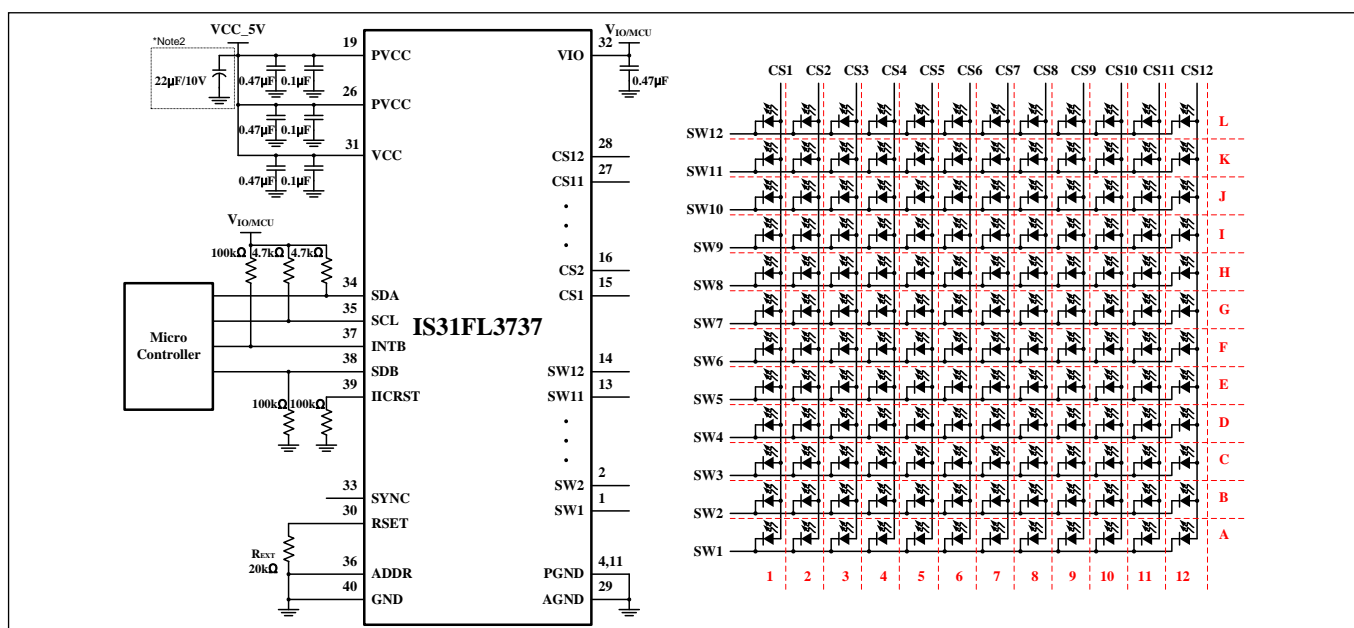 *Note2
VCC_5V
22µF/10V
0.47µF
0.1µF
0.47µF
0.1µF
0.47µF
0.1µF
19
PVCC
26
PVCC
31
VCC
VIO/MCU
100kΩ
4.7kΩ
4.7kΩ
Micro
Controller
34
SDA
35
SCL
37
INTB
38
SDB
39
IICRST
100kΩ
100kΩ
33
SYNC
30
RSET
REXT
20kΩ
36
ADDR
40
GND
IS31FL3737
VIO/MCU
32
VIO
0.47µF
28
CS12
27
CS11
16
CS2
15
CS1
14
SW12
13
SW11
2
SW2
1
SW1
4,11
PGND
29
AGND
CS1 CS2 CS3 CS4 CS5 CS6 CS7 CS8 CS9 CS10 CS11 CS12
SW12 L
SW11 K
SW10 J
SW9 I
SW8 H
SW7 G
SW6 F
SW5 E
SW4 D
SW3 C
SW2 B
SW1 A
1 2 3 4 5 6 7 8 9 10 11 12